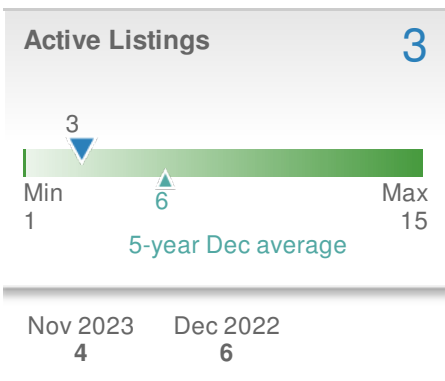 Active Listings 3
3
Min 6 Max
1 15
5-year Dec average
Nov 2023 Dec 2022
4 6